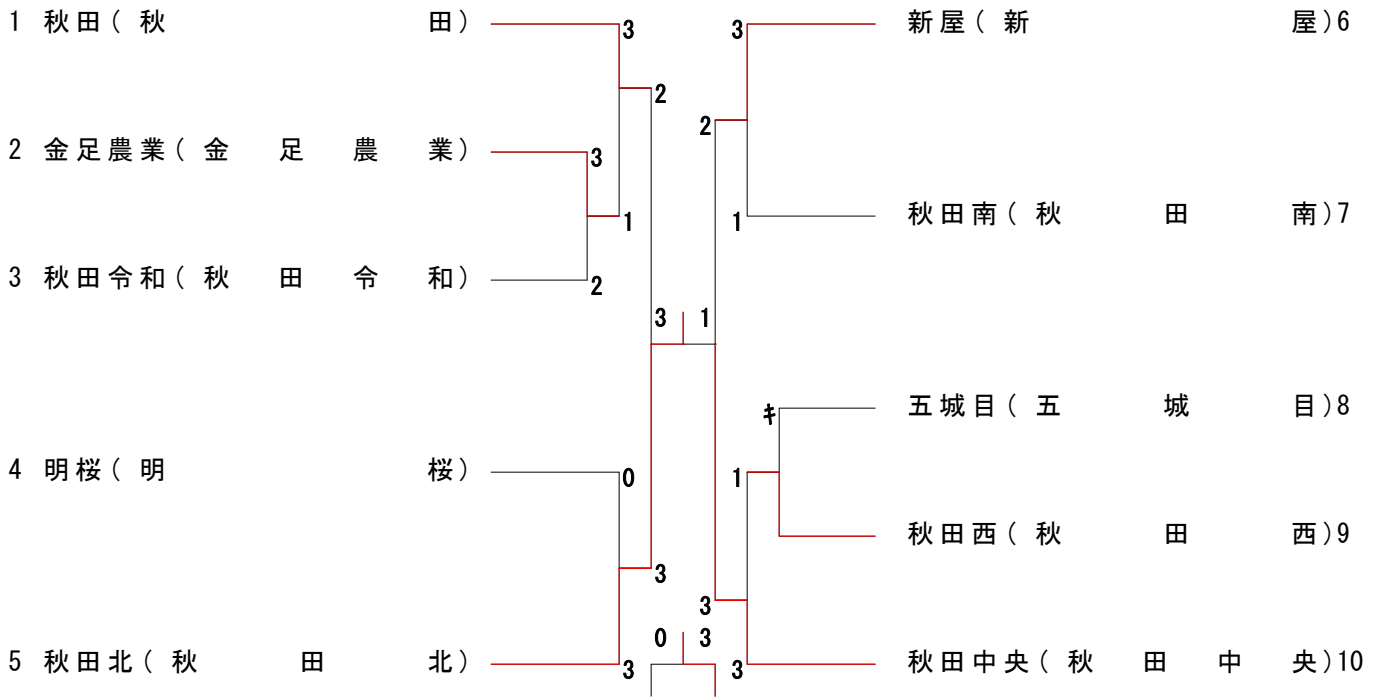 1 秋田(秋 田)
2 金足農業(金 足 農 業)
3 秋田令和(秋 田 令 和)
4 明桜(明 桜)
5 秋田北(秋 田 北)
3
2
3
1
2
0
3
3
3 1
0 3
新屋(新 屋)6
秋田南(秋 田 南)7
五城目(五 城 目)8
秋田西(秋 田 西)9
秋田中央(秋 田 中 央)10
3
2
1
キ
1
3
3